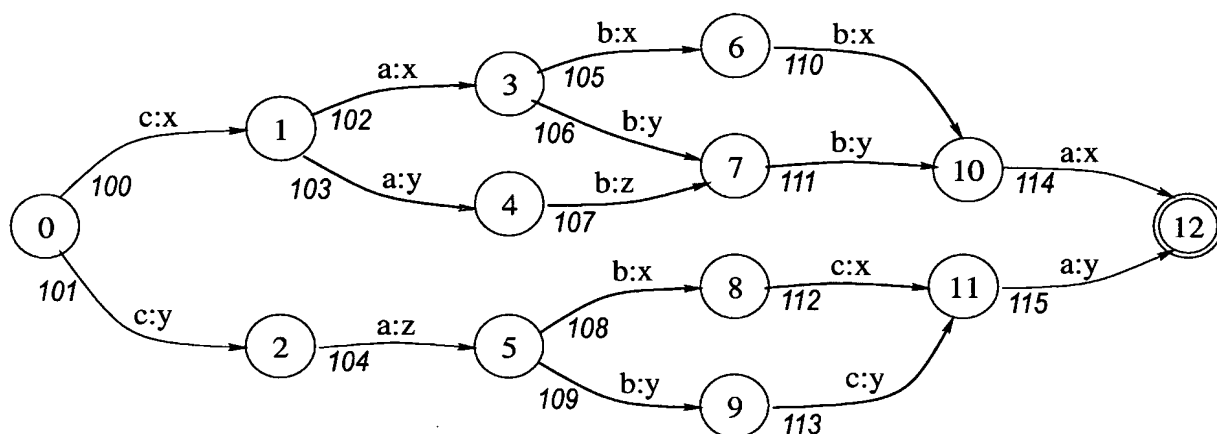 b:x 6 b:x
a:x 3 105 110
c:x 1 102 106 b:y 7 b:y 10 a:x
100 103 a:y 4 b:z 111 114
0 107 12
101 b:x 8 c:x 11 a:y
c:y 2 a:z 5 108 112 115
104 109 b:y 9 c:y
113